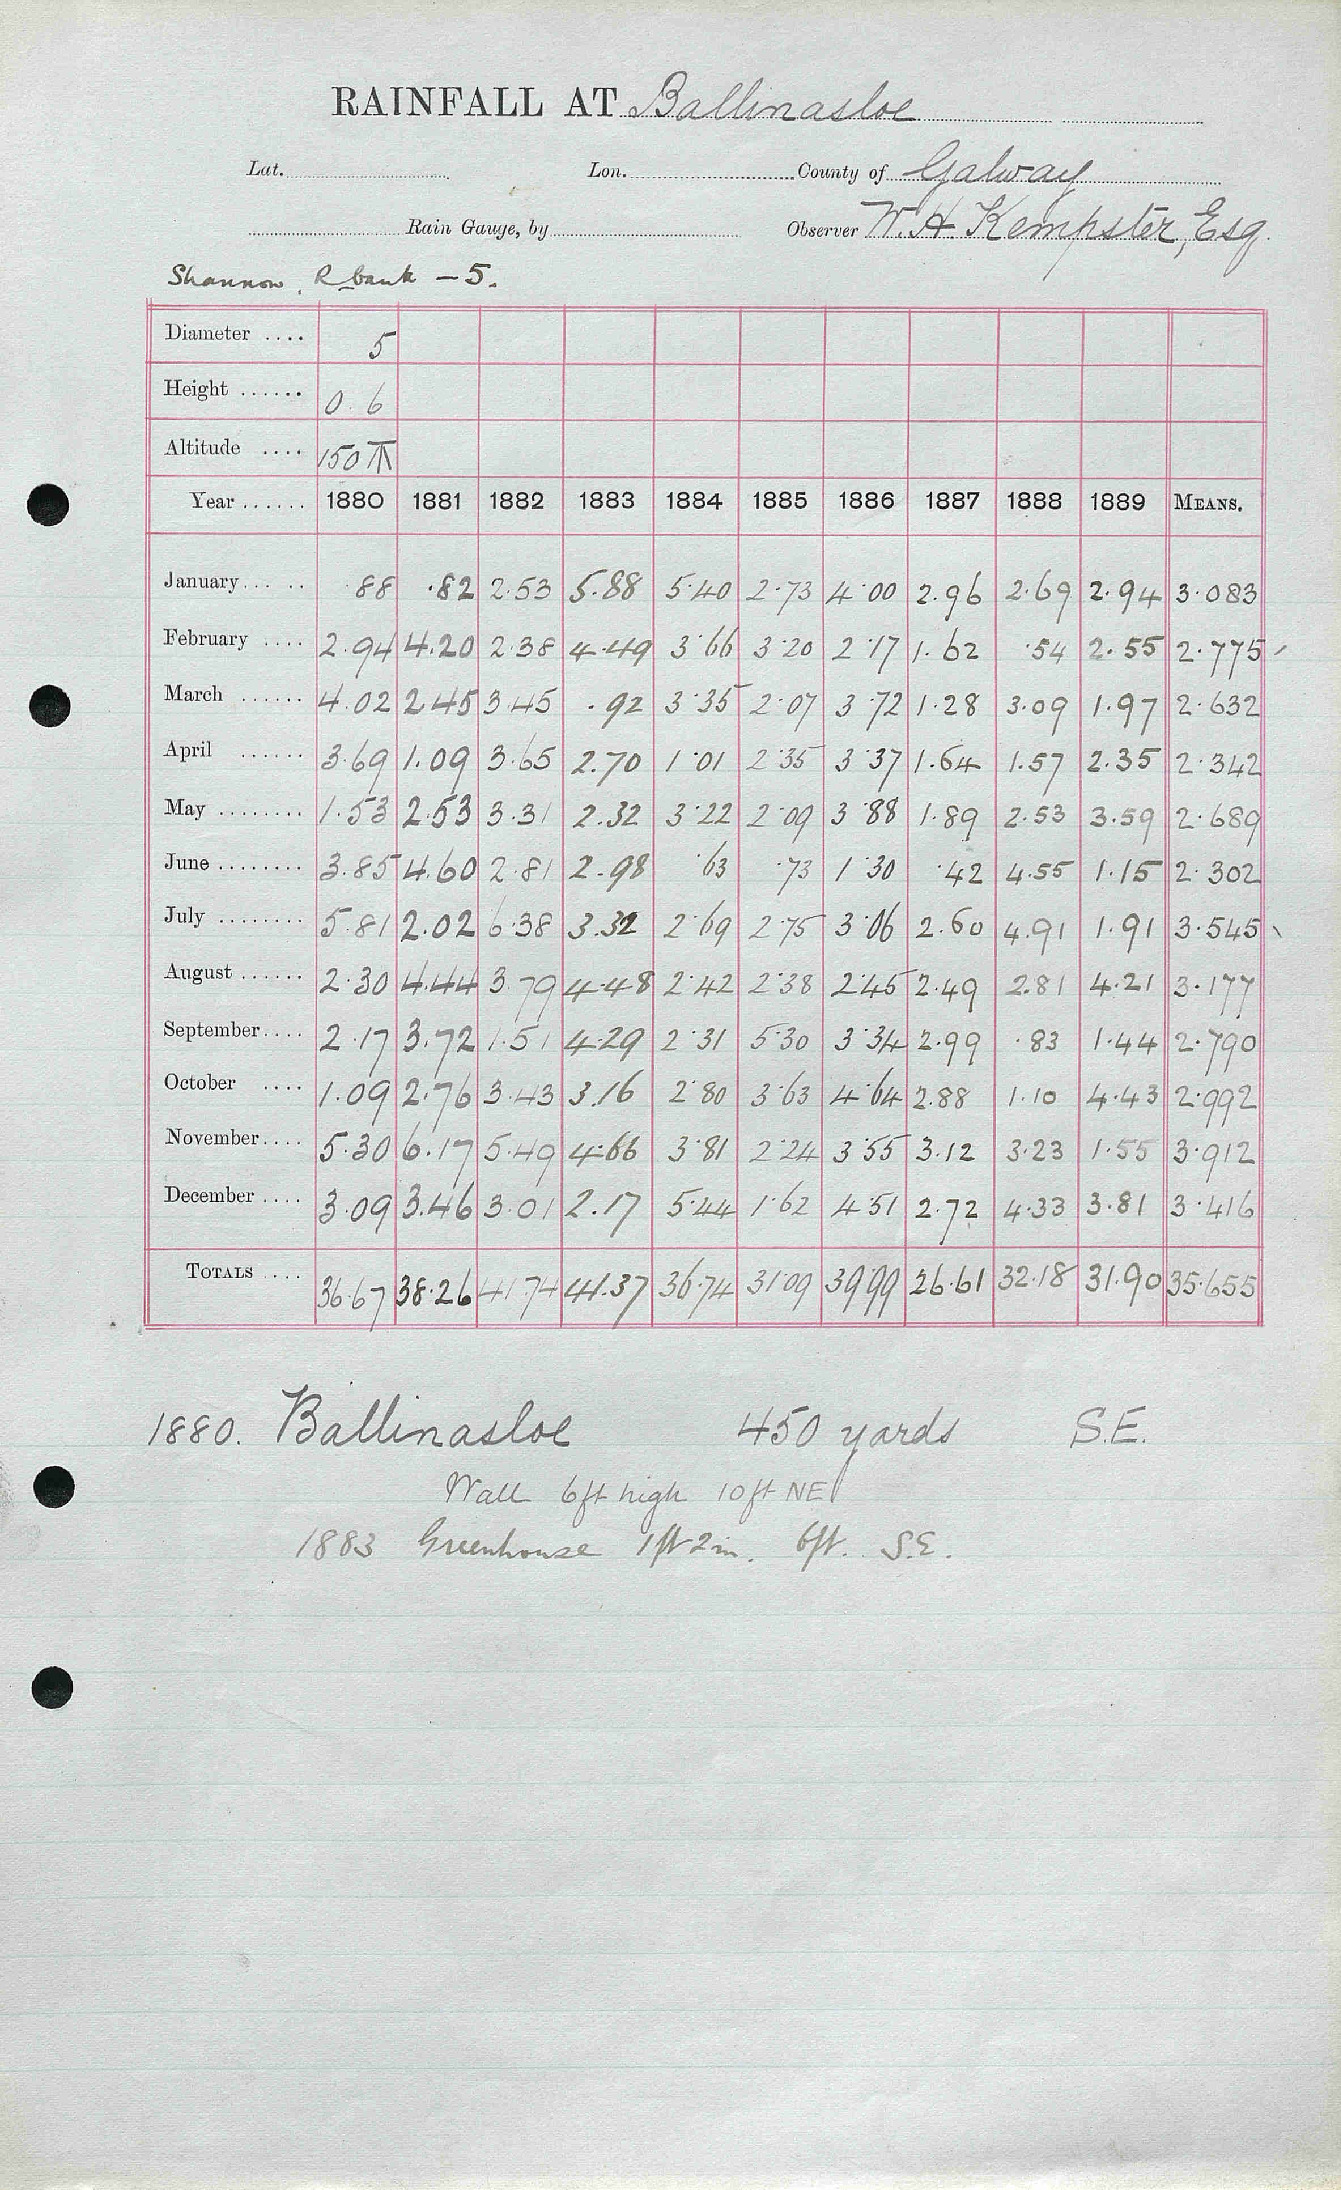 RAINFALL AT Ballinasloe
Lat. Lon. County of Galway
Rain Gauge, by Observer W. H. Kempster, Esq.
Shannon. R bank - 5.
Diameter .... 5
Height ...... 0. 6
Altitude .... 150
Year ...... 1880 1881 1882 1883 1884 1885 1886 1887 1888 1889 MEANS.
January ... .. .88 .82 2.53 5.88 5.40 2.73 4.00 2.96 2.69 2.94 3.083
February .... 2.94 4.20 2.38 4.49 3.66 3.20 2.17 1.62 .54 2.55 2.775
March ...... 4.02 2.45 3.45 .92 3.35 2.07 3.72 1.28 3.09 1.97 2.632
April ...... 3.69 1.09 3.65 2.70 1.01 2.35 3.37 1.64 1.57 2.35 2.342
May ........ 1.53 2.53 3.31 2.32 3.22 2.09 3.88 1.89 2.53 3.59 2.689
June ........ 3.85 4.60 2.81 2.98 .63 .73 1.30 .42 4.55 1.15 2.302
July ........ 5.81 2.02 6.38 3.32 2.69 2.75 3.06 2.60 4.91 1.91 3.545
August ...... 2.30 4.44 3.79 4.48 2.42 2.38 2.45 2.49 2.81 4.21 3.177
September .... 2.17 3.72 1.51 4.29 2.31 5.30 3.34 2.99 .83 1.44 2.790
October .... 1.09 2.76 3.43 3.16 2.80 3.63 4.64 2.88 1.10 4.43 2.992
November .... 5.30 6.17 5.49 4.66 3.81 2.24 3.55 3.12 3.23 1.55 3.912
December .... 3.09 3.46 3.01 2.17 5.44 1.62 4.51 2.72 4.33 3.81 3.416
TOTALS .... 36.67 38.26 41.74 41.37 36.74 31.09 39.99 26.61 32.18 31.90 35.655
1880. Ballinasloe 450 yards S.E.
Wall 6ft high 10ft NE
1883 Greenhouse 1ft 2in. 6ft. S.E.